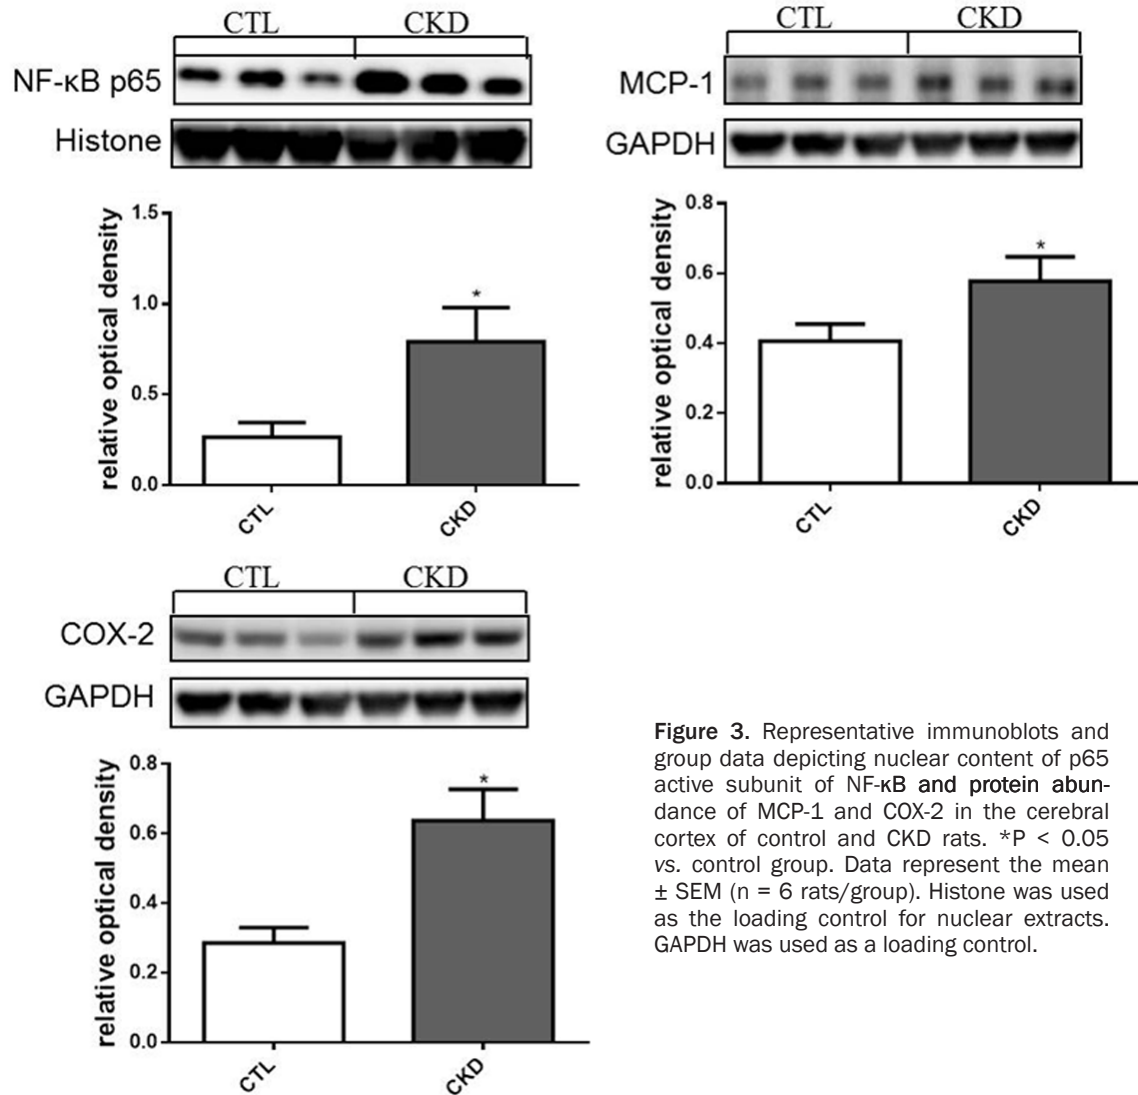 CTL CKD
NF-κB p65
Histone
1.5
1.0
0.5
0.0
relative optical density
*
CTL CKD
CTL CKD
MCP-1
GAPDH
0.8
0.6
0.4
0.2
0.0
relative optical density
*
CTL CKD
CTL CKD
COX-2
GAPDH
0.8
0.6
0.4
0.2
0.0
relative optical density
*
CTL CKD
Figure 3. Representative immunoblots and
group data depicting nuclear content of p65
active subunit of NF-κB and protein abun-
dance of MCP-1 and COX-2 in the cerebral
cortex of control and CKD rats. *P < 0.05
vs. control group. Data represent the mean
± SEM (n = 6 rats/group). Histone was used
as the loading control for nuclear extracts.
GAPDH was used as a loading control.